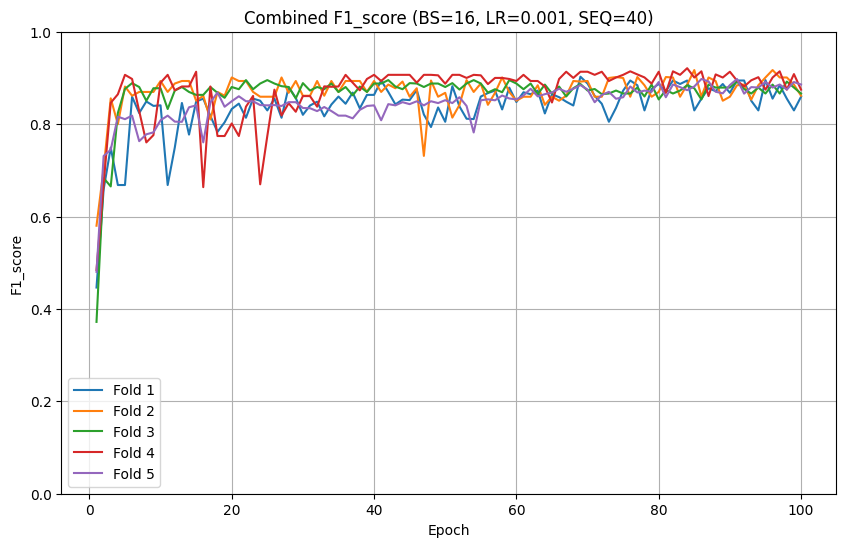 Combined F1_score (BS=16, LR=0.001, SEQ=40)
F1_score
1.0
0.8
0.6
0.4
0.2
0.0
Fold 1
Fold 2
Fold 3
Fold 4
Fold 5
0 20 40 60 80 100
Epoch